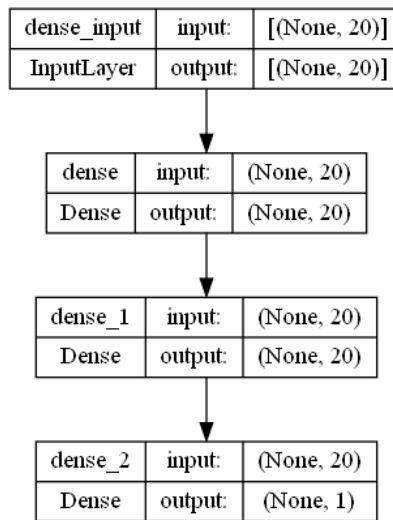 dense_input input: [(None, 20)]
InputLayer output: [(None, 20)]
dense input: (None, 20)
Dense output: (None, 20)
dense_1 input: (None, 20)
Dense output: (None, 20)
dense_2 input: (None, 20)
Dense output: (None, 1)